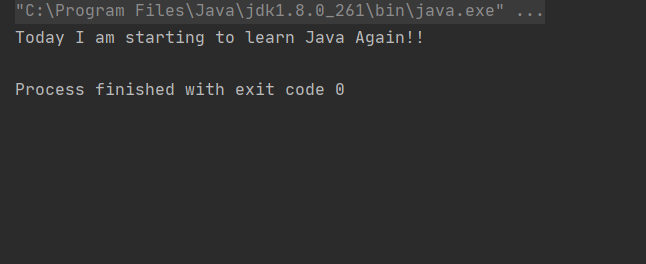 "C:\Program Files\Java\jdk1.8.0_261\bin\java.exe" ...
Today I am starting to learn Java Again!!
Process finished with exit code 0